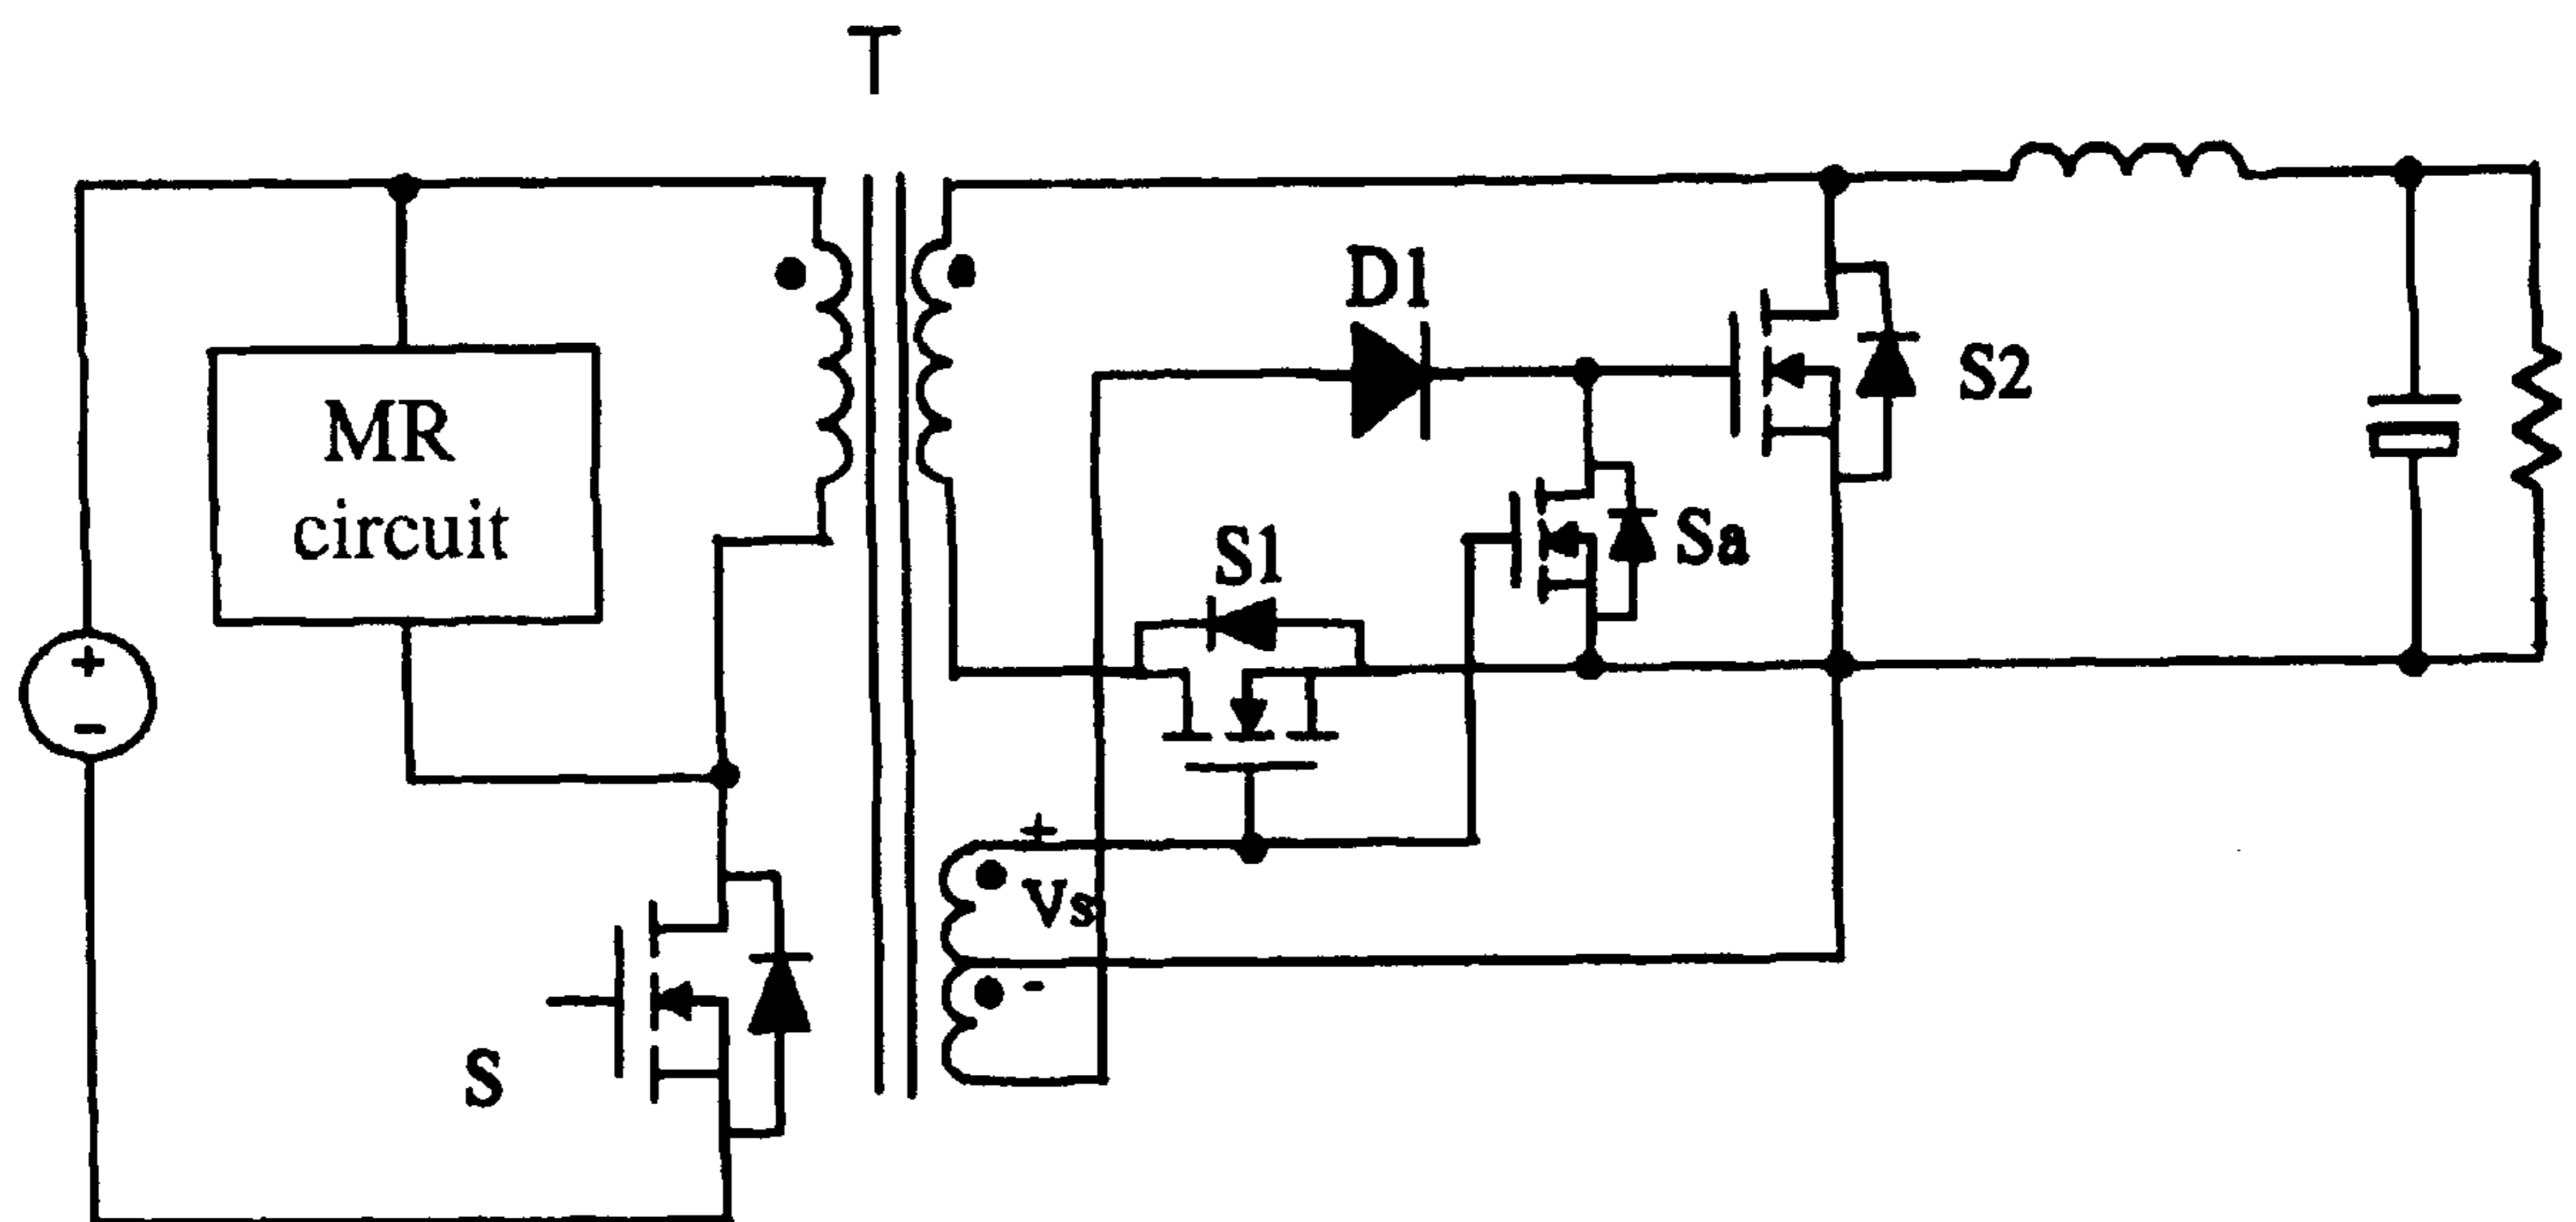 T
D1
S2
MR
circuit
S1
Sa
+
-
+
Vs
-
S